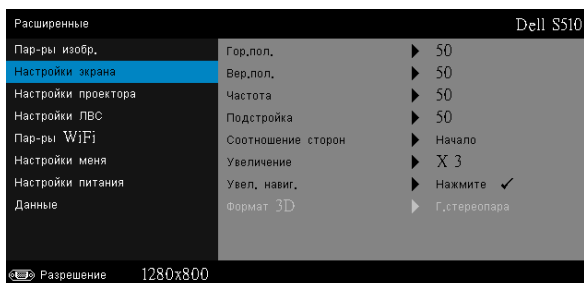 Расширенные Dell S510
Пар-ры изобр. Гор.пол. 50
Настройки экрана Вер.пол. 50
Настройки проектора Частота 50
Настройки ЛВС Подстройка 50
Пар-ры WiFi Соотношение сторон Начало
Настройки меня Увеличение X 3
Настройки питания Увел. навиг. Нажмите ✓
Данные Формат 3D Г.стереопара
Разрешение 1280x800